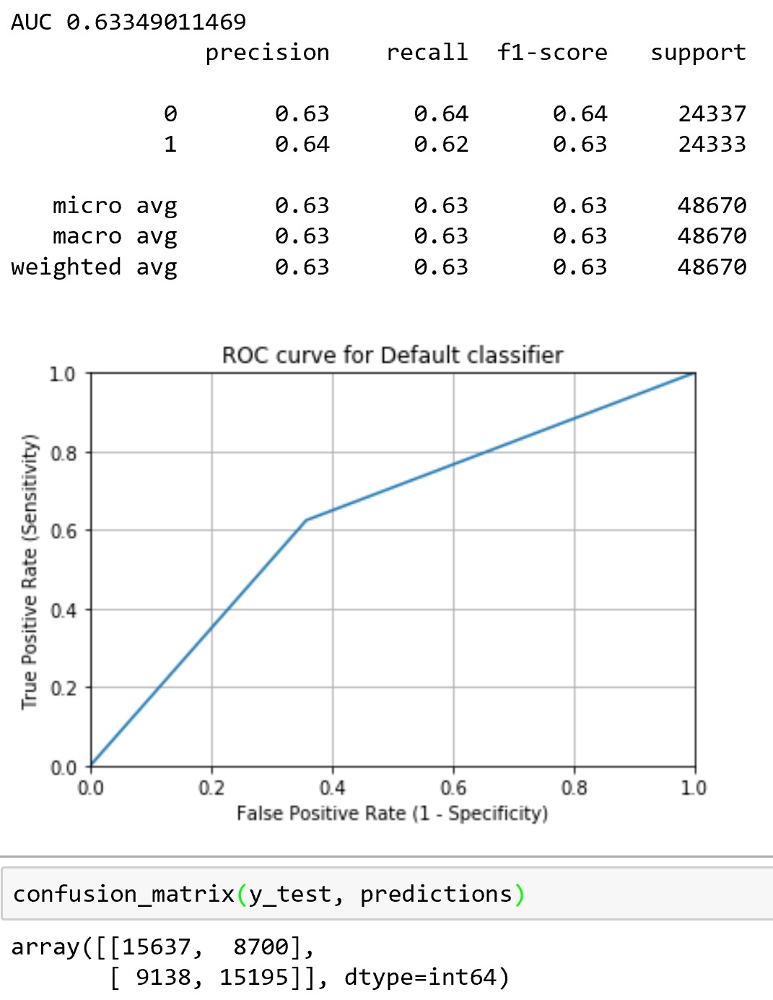 AUC 0.63349011469
precision recall f1-score support
0 0.63 0.64 0.64 24337
1 0.64 0.62 0.63 24333
micro avg 0.63 0.63 0.63 48670
macro avg 0.63 0.63 0.63 48670
weighted avg 0.63 0.63 0.63 48670
ROC curve for Default classifier
1.0
0.8
0.6
0.4
0.2
0.0
True Positive Rate (Sensitivity)
0.0 0.2 0.4 0.6 0.8 1.0
False Positive Rate (1 - Specificity)
confusion_matrix(y_test, predictions)
array([[15637, 8700],
[ 9138, 15195]], dtype=int64)